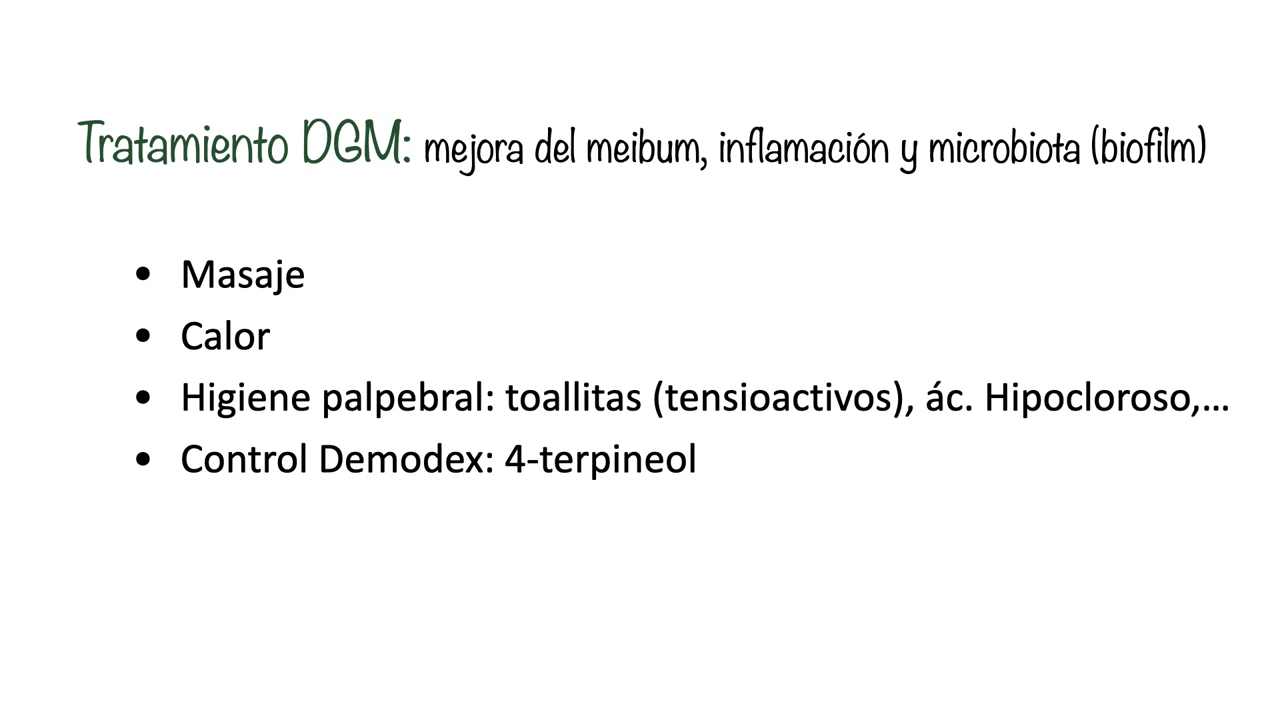 Tratamiento DGM: mejora del meibum, inflamación y microbiota (biofilm)
• Masaje
• Calor
• Higiene palpebral: toallitas (tensioactivos), ác. Hipocloroso,...
• Control Demodex: 4-terpineol